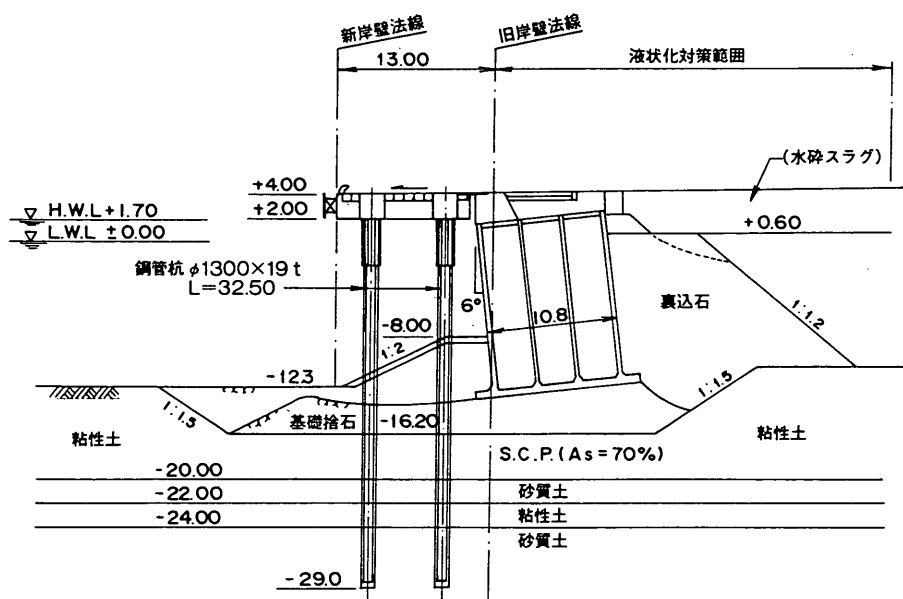 新岸壁法線
旧岸壁法線
13.00
液状化対策範囲
(水砕スラグ)
+4.00
+2.00
H.W.L+1.70
L.W.L ±0.00
+0.60
鋼管杭 φ1300×19t
L=32.50
6°
10.8
裏込石
1:1.2
-8.00
1:2
-12.3
1:1.5
1:1.5
基礎捨石
-16.20
粘性土
粘性土
S.C.P.(As=70%)
-20.00
砂質土
-22.00
粘性土
-24.00
砂質土
-29.0